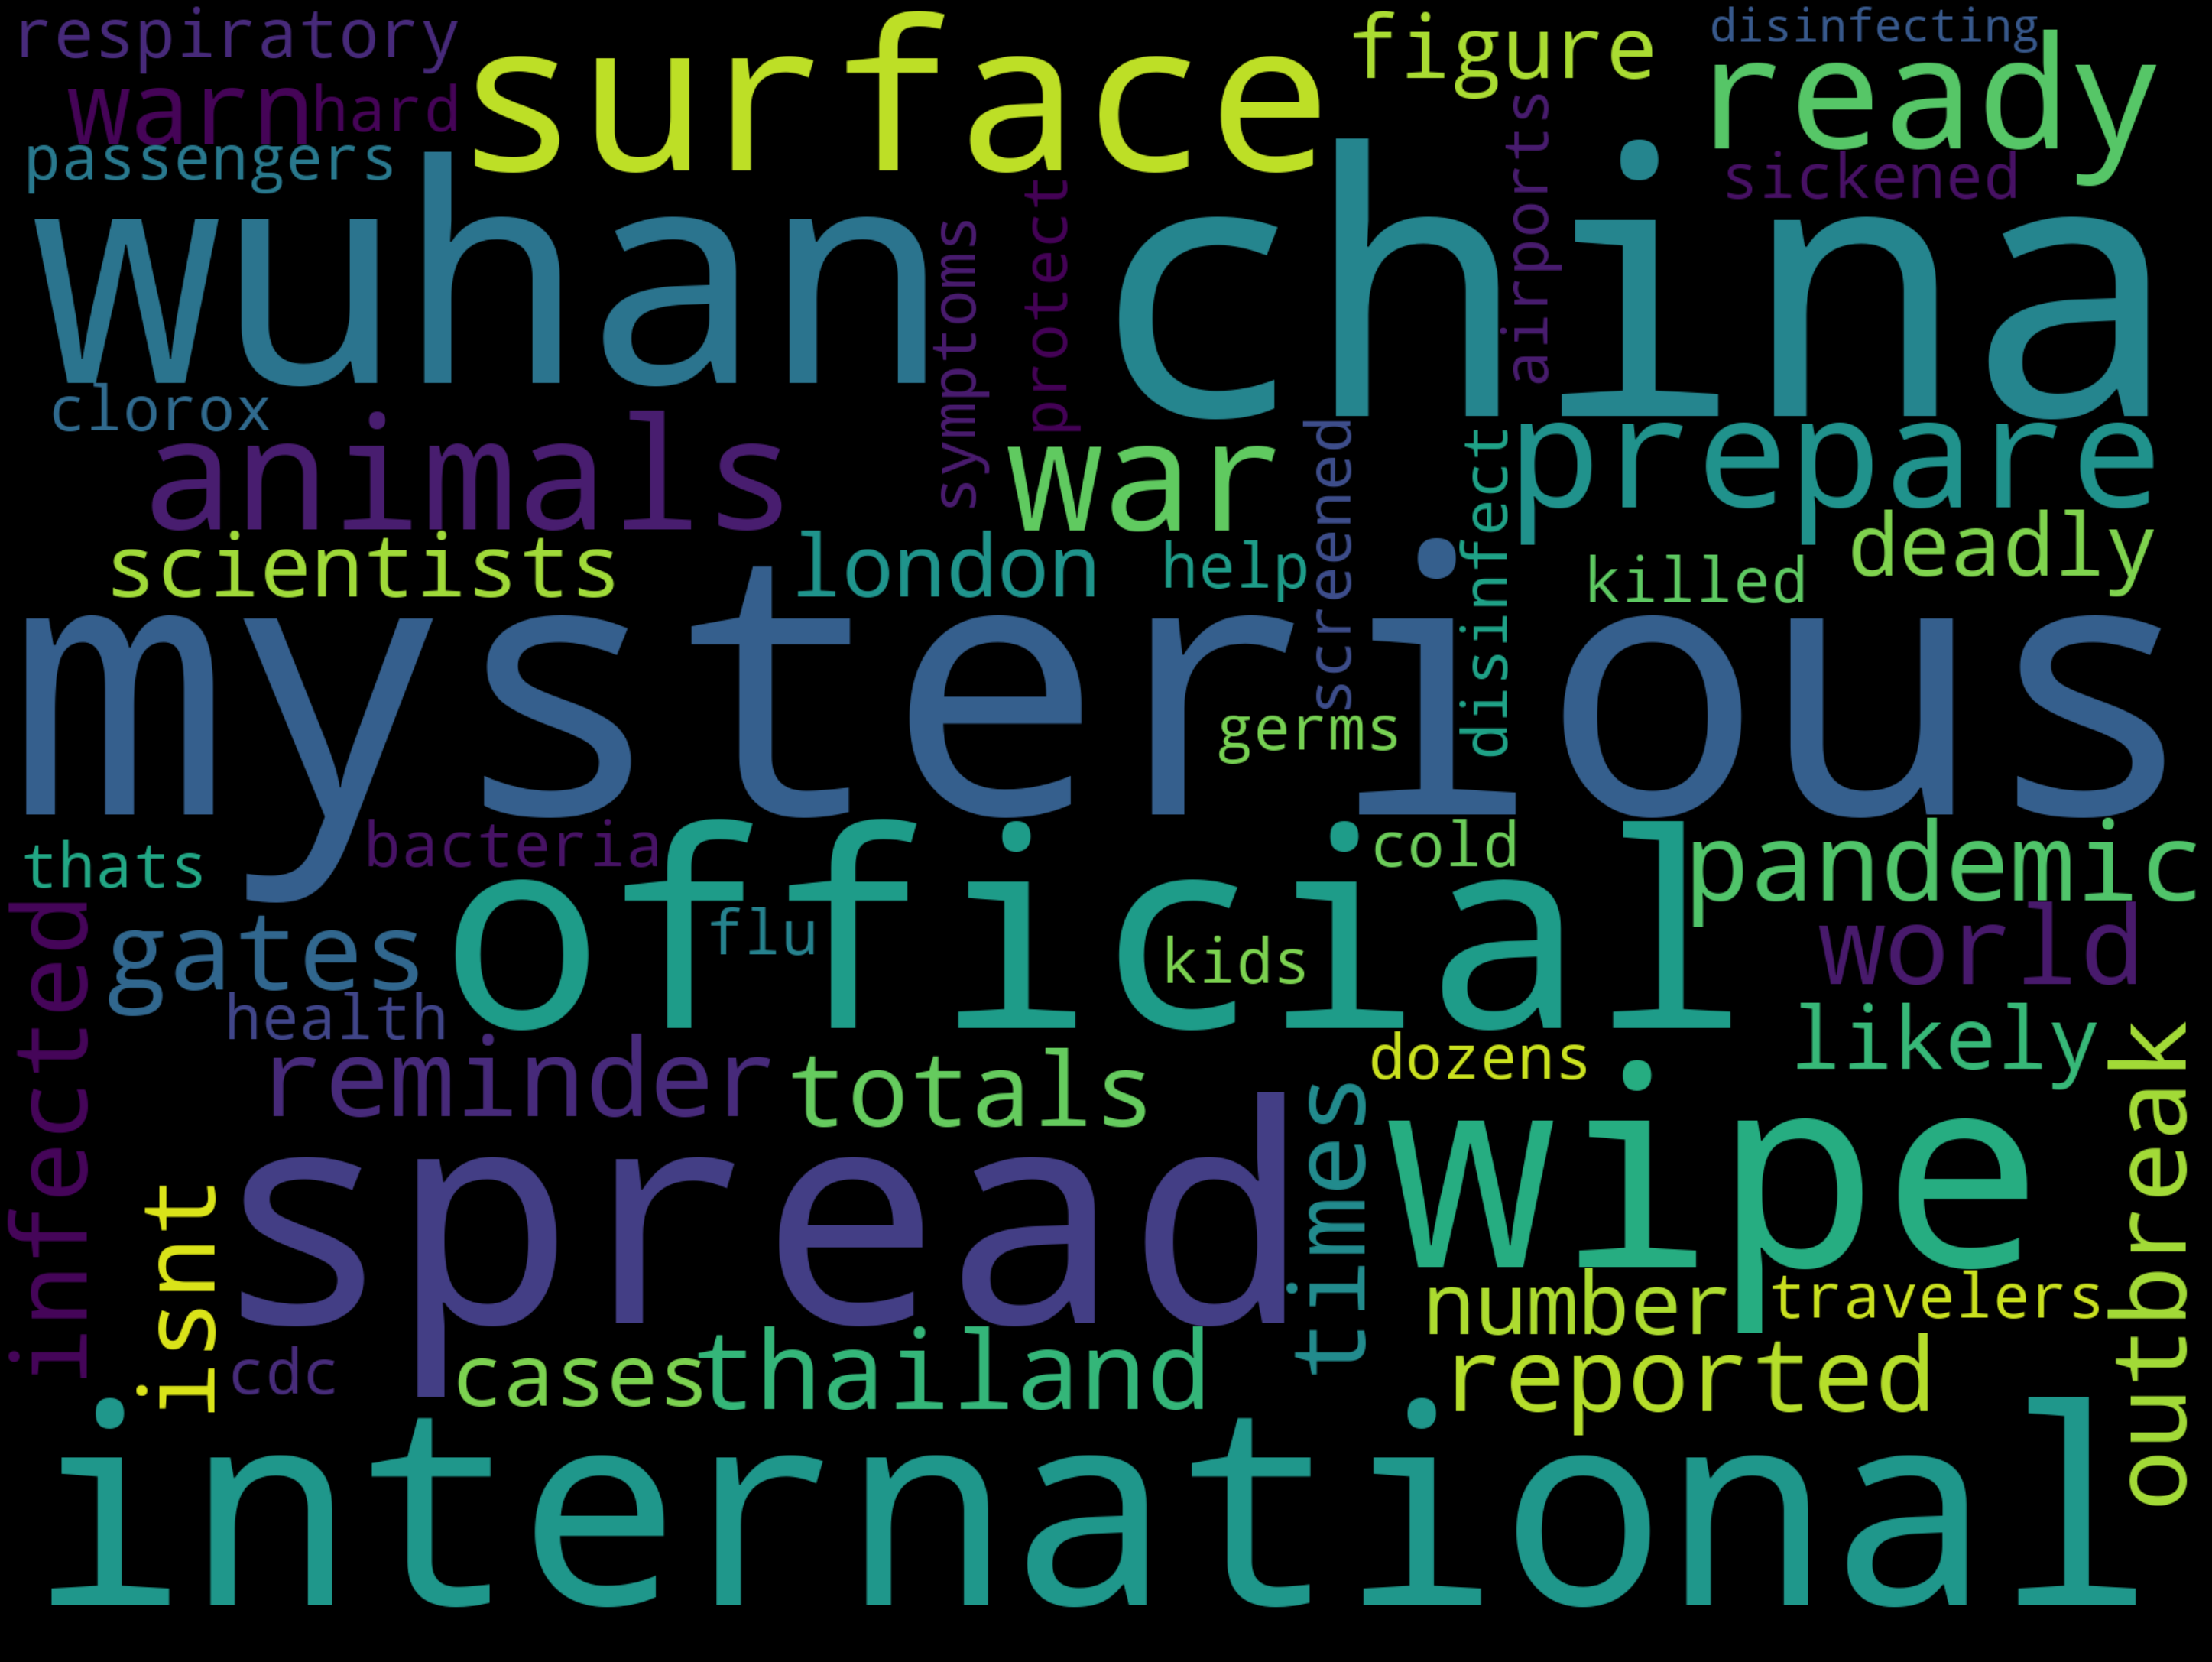 respiratory
surface
figure
disinfecting
ready
warn
hard
passengers
sickened
airports
wuhan
china
symptoms
protect
clorox
animals
war
prepare
screened
disinfect
scientists
london
help
killed
deadly
mysterious
germs
thats
bacteria
official
cold
pandemic
infected
gates
flu
kids
world
health
likely
reminder
totals
dozens
outbreak
isnt
spread
times
wipe
number
travelers
cdc
cases
thailand
reported
international